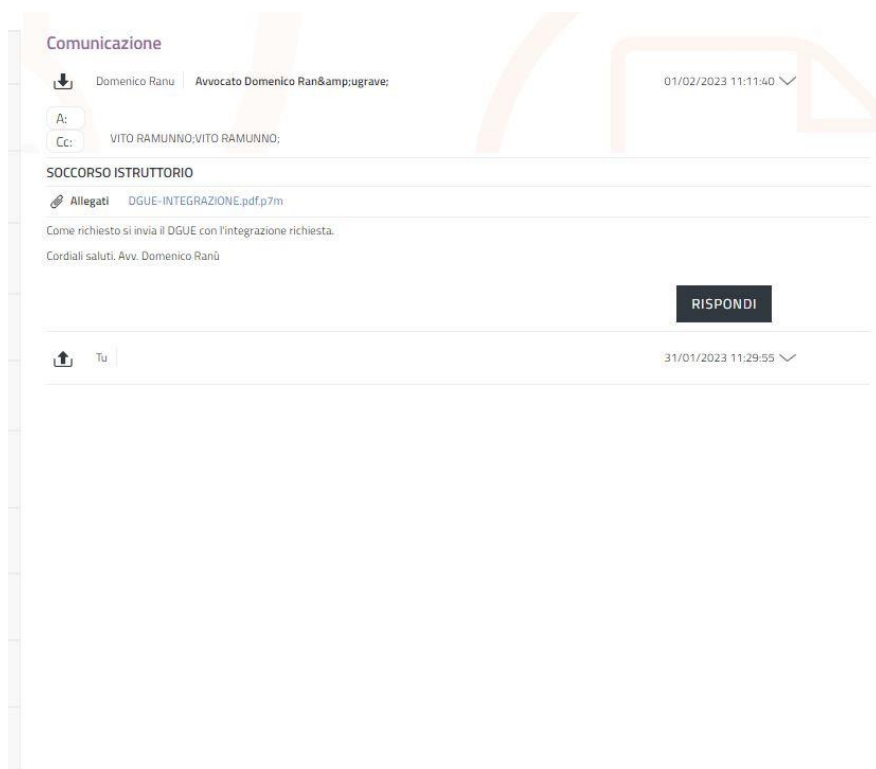 Comunicazione
Domenico Ranu Avvocato Domenico Ran&amp;ugrave; 01/02/2023 11:11:40
A:
Cc: VITO RAMUNNO;VITO RAMUNNO;
SOCCORSO ISTRUTTORIO
Allegati DGUE-INTEGRAZIONE.pdf.p7m
Come richiesto si invia il DGUE con l'integrazione richiesta.
Cordiali saluti. Avv. Domenico Ranù
RISPONDI
Tu 31/01/2023 11:29:55